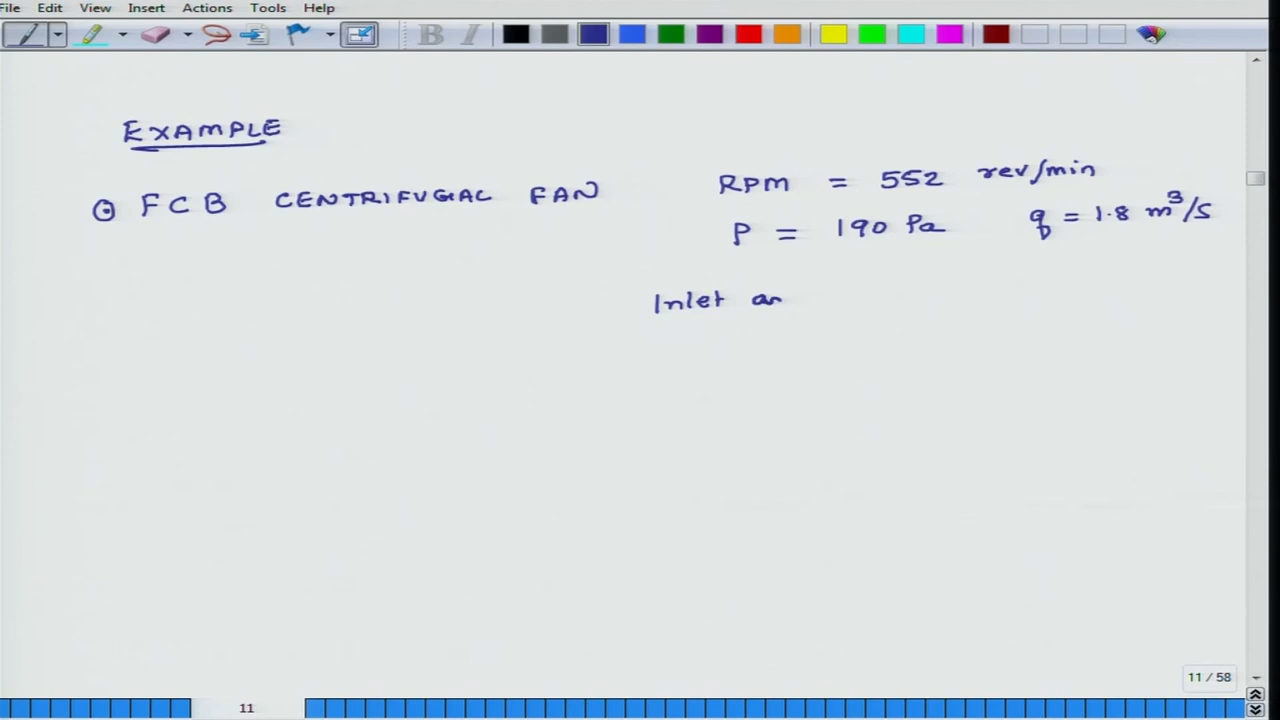 File Edit View Insert Actions Tools Help
EXAMPLE
FCB CENTRIFUGAL FAN
RPM = 552 rev/min
P = 190 Pa q = 1.8 m³/s
Inlet ar
11 / 58
11